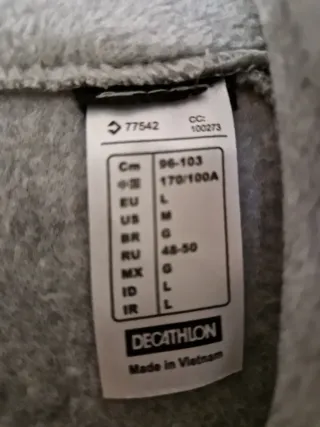 77542 CC: 100273
Cm 96-103
中国 170/100A
EU L
US M
BR G
RU 48-50
MX G
ID L
IR L
DECATHLON
Made in Vietnam